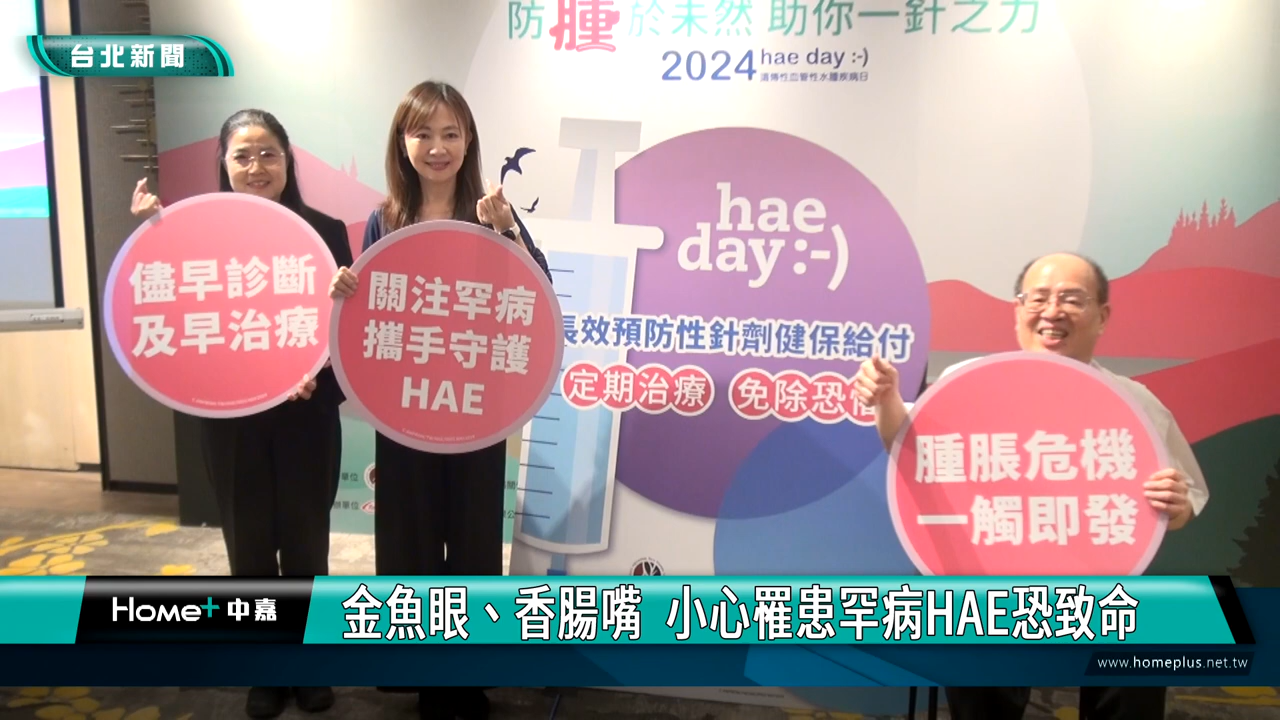 台北新聞
防腫於未然 助你一針之力
2024 hae day :-)
遺傳性血管性水腫疾病日
hae
day :-)
長效預防性針劑健保給付
定期治療 免除恐
儘早診斷
及早治療
關注罕病
攜手守護
HAE
腫脹危機
一觸即發
單位
單位
Home+ 中嘉
金魚眼、香腸嘴 小心罹患罕病HAE恐致命
www.homeplus.net.tw